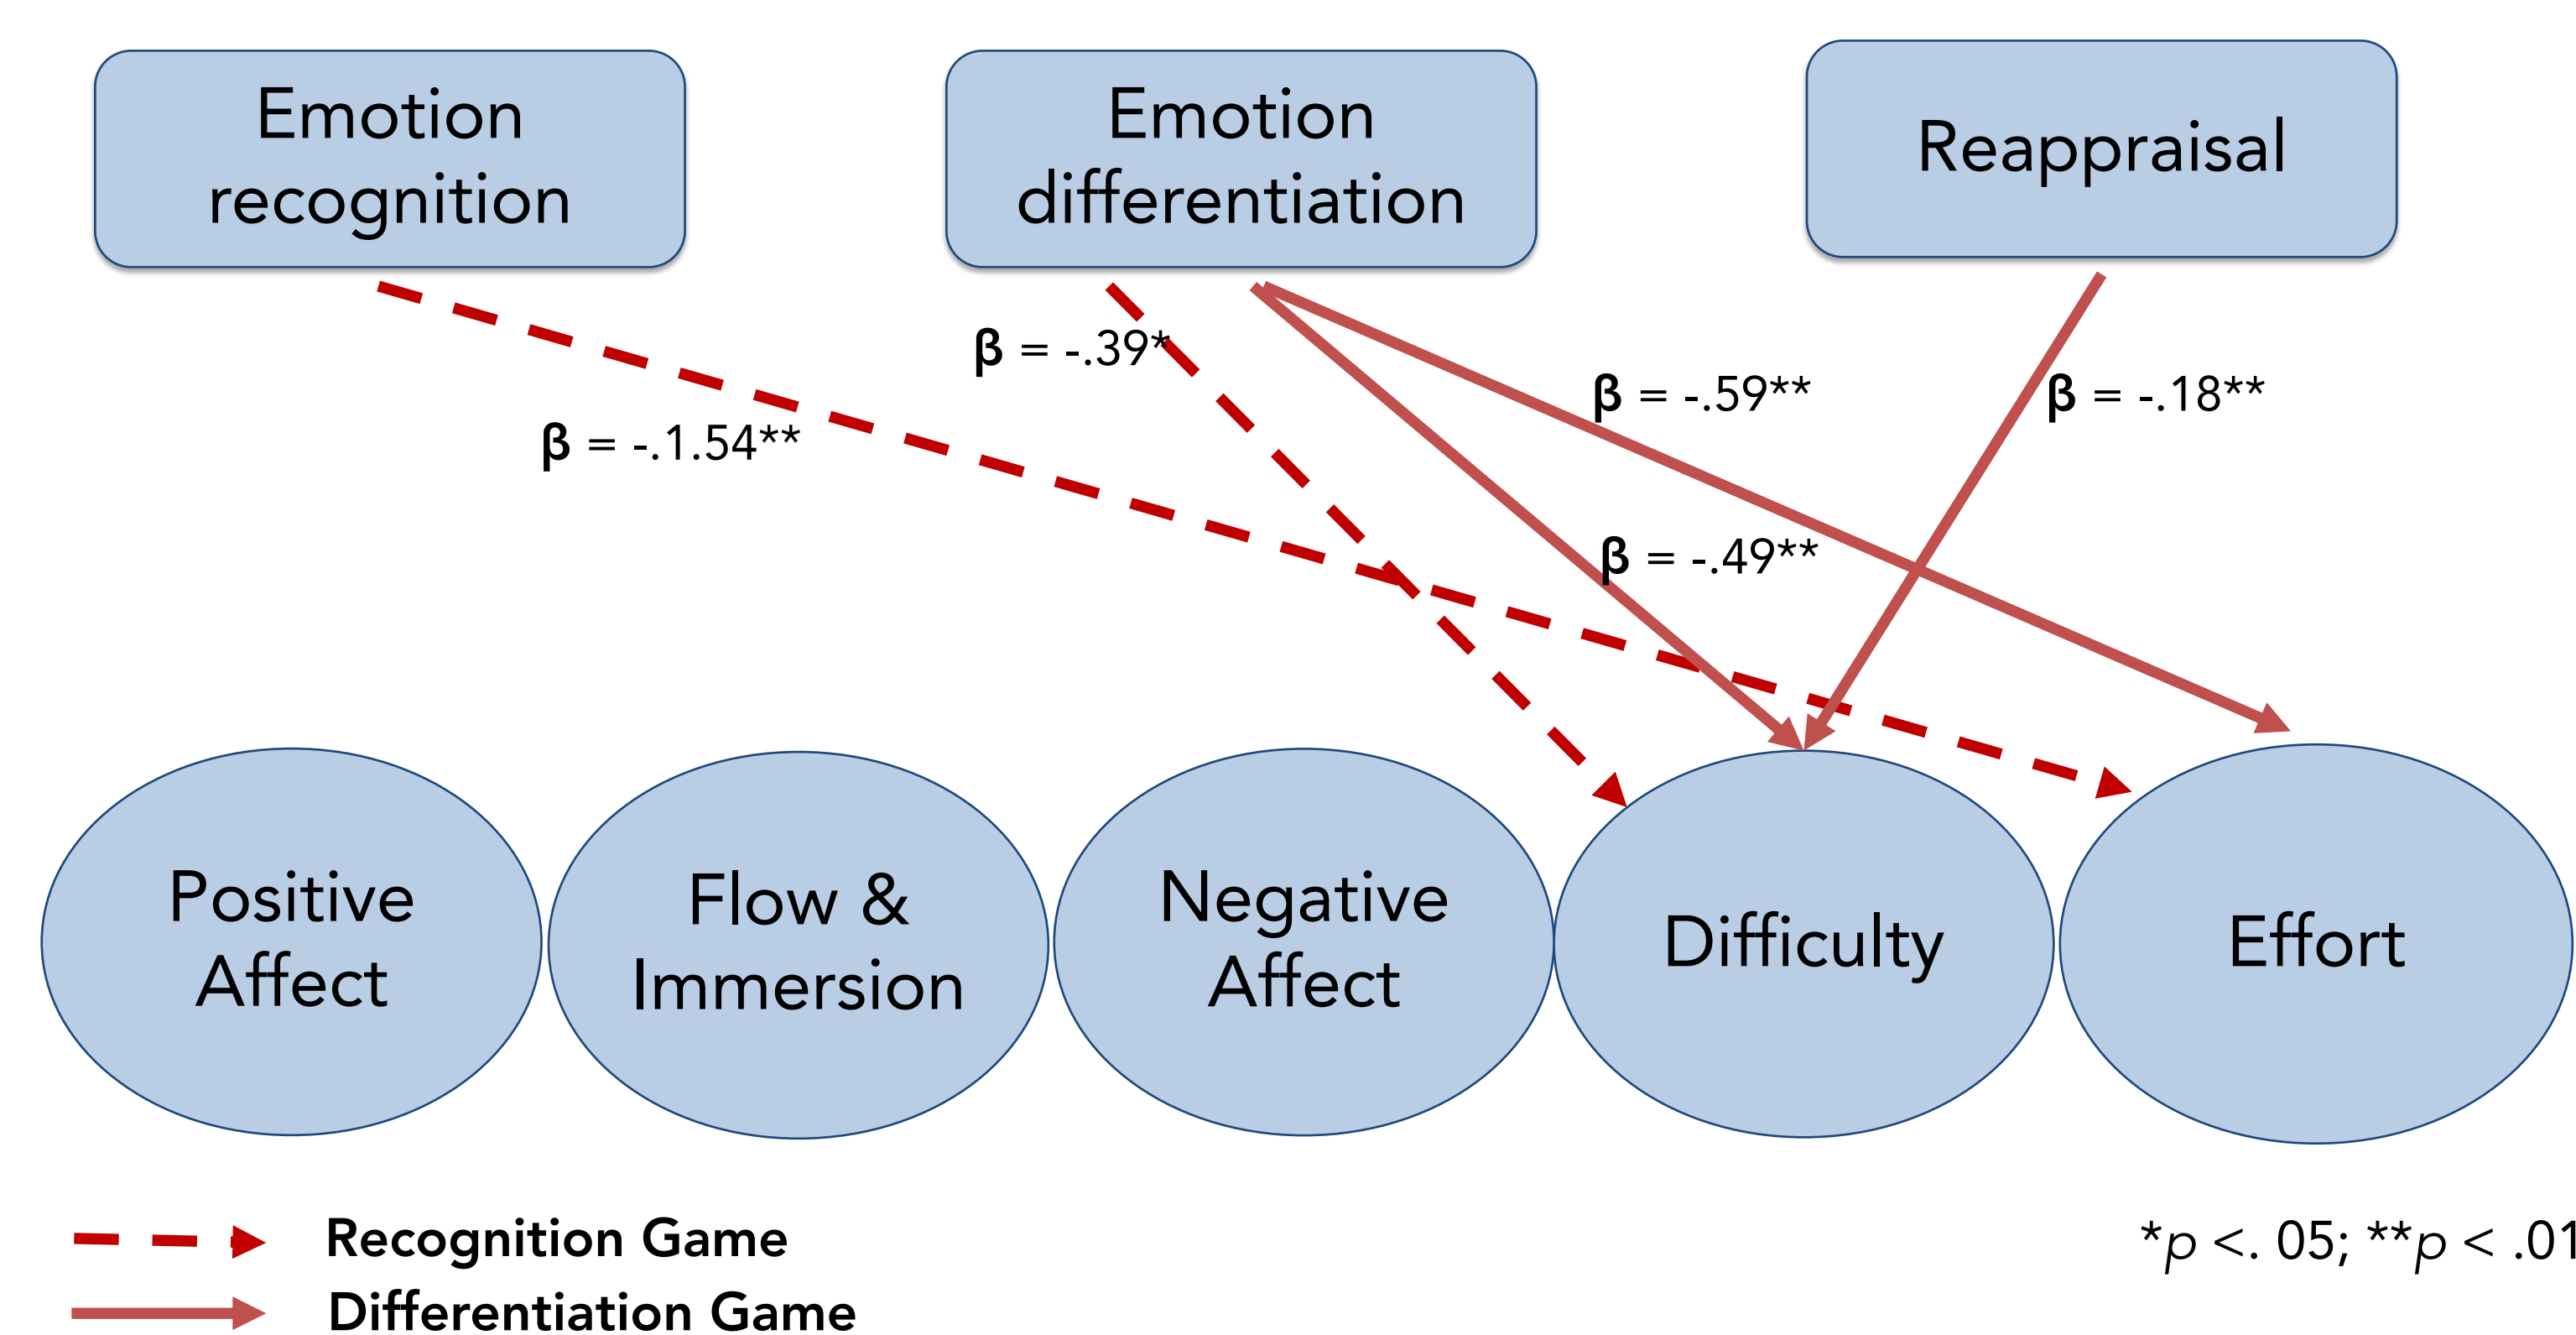 Emotion
recognition
Emotion
differentiation
Reappraisal
β = -.39*
β = -.59**
β = -.18**
β = -.1.54**
β = -.49**
Positive
Affect
Flow &
Immersion
Negative
Affect
Difficulty
Effort
Recognition Game
*p <. 05; **p < .01
Differentiation Game